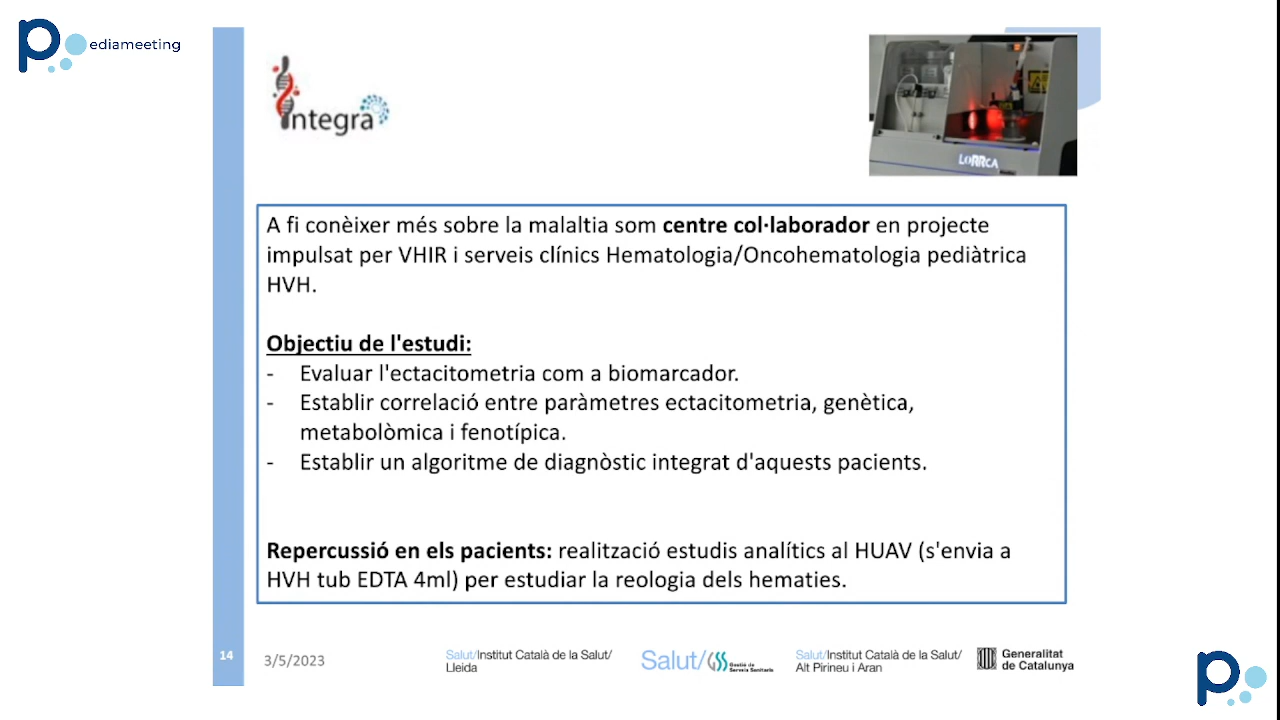 Pediameeting
integra
LORRCA
A fi conèixer més sobre la malaltia som centre col·laborador en projecte
impulsat per VHIR i serveis clínics Hematologia/Oncohematologia pediàtrica
HVH.
Objectiu de l'estudi:
- Evaluar l'ectacitometria com a biomarcador.
- Establir correlació entre paràmetres ectacitometria, genètica,
metabolòmica i fenotípica.
- Establir un algoritme de diagnòstic integrat d'aquests pacients.
Repercussió en els pacients: realització estudis analítics al HUAV (s'envia a
HVH tub EDTA 4ml) per estudiar la reologia dels hematies.
14
3/5/2023
Salut/Institut Català de la Salut/
Lleida
Salut/GSS Gestió de
Serveis Sanitaris
Salut/Institut Català de la Salut/
Alt Pirineu i Aran
Generalitat
de Catalunya
P